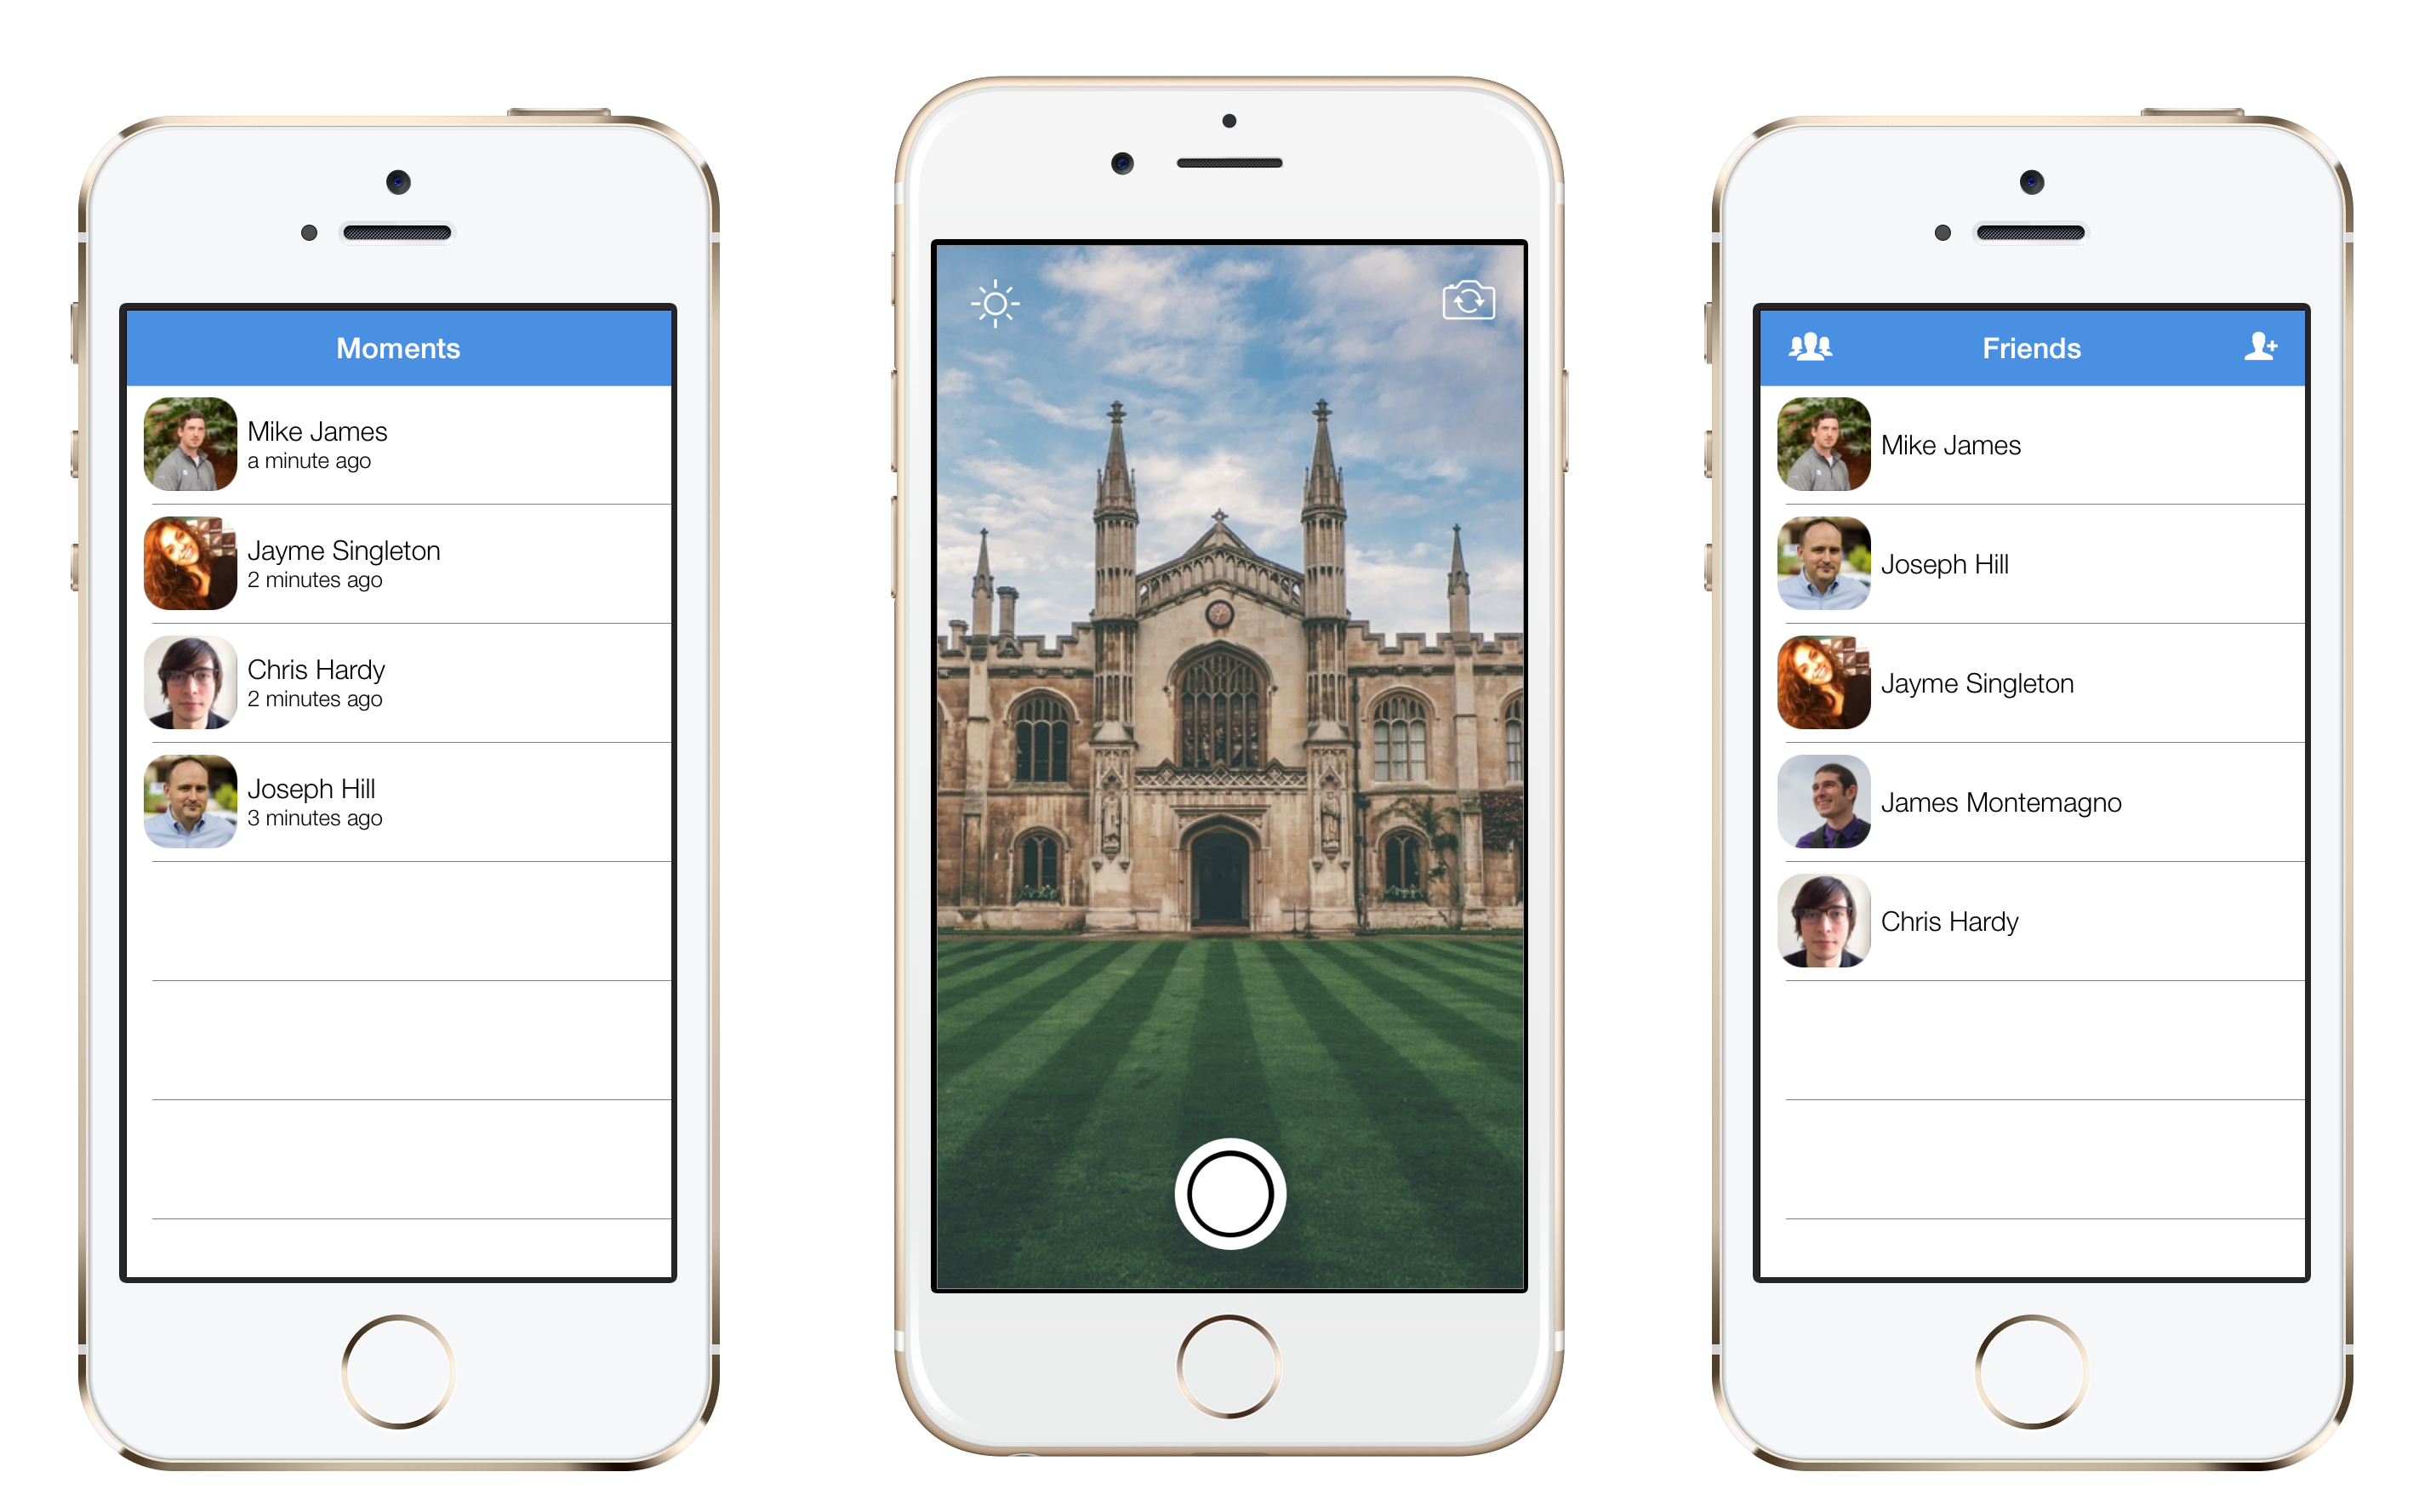 Moments
Mike James
a minute ago
Jayme Singleton
2 minutes ago
Chris Hardy
2 minutes ago
Joseph Hill
3 minutes ago
Friends
Mike James
Joseph Hill
Jayme Singleton
James Montemagno
Chris Hardy